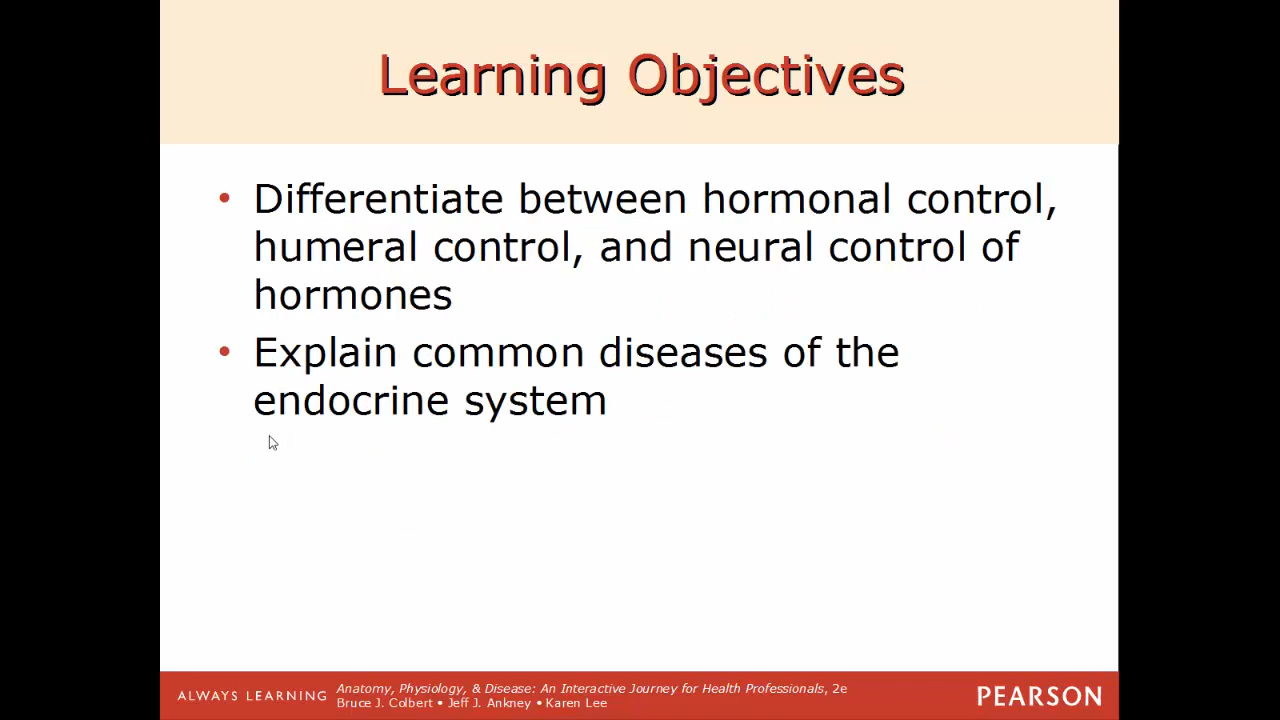 Learning Objectives
• Differentiate between hormonal control,
humeral control, and neural control of
hormones
• Explain common diseases of the
endocrine system
ALWAYS LEARNING
Anatomy, Physiology, & Disease: An Interactive Journey for Health Professionals, 2e
Bruce J. Colbert • Jeff J. Ankney • Karen Lee
PEARSON